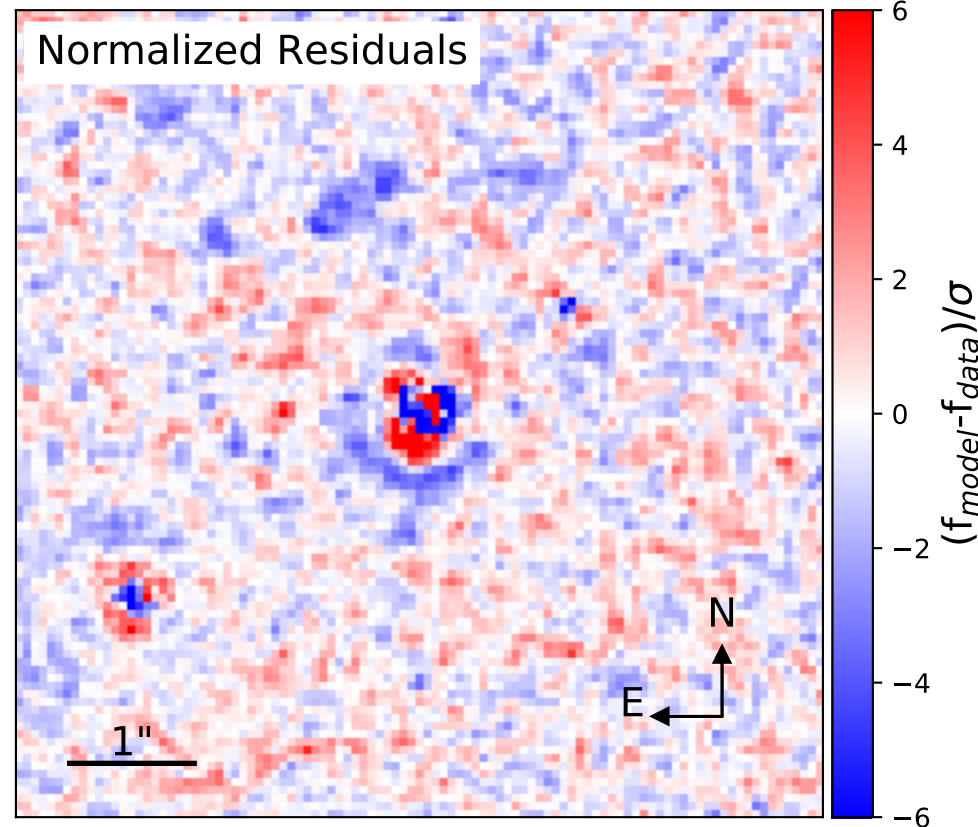 Normalized Residuals
6
4
2
0
−2
−4
−6
(f_model-f_data)/σ
N
E
1"